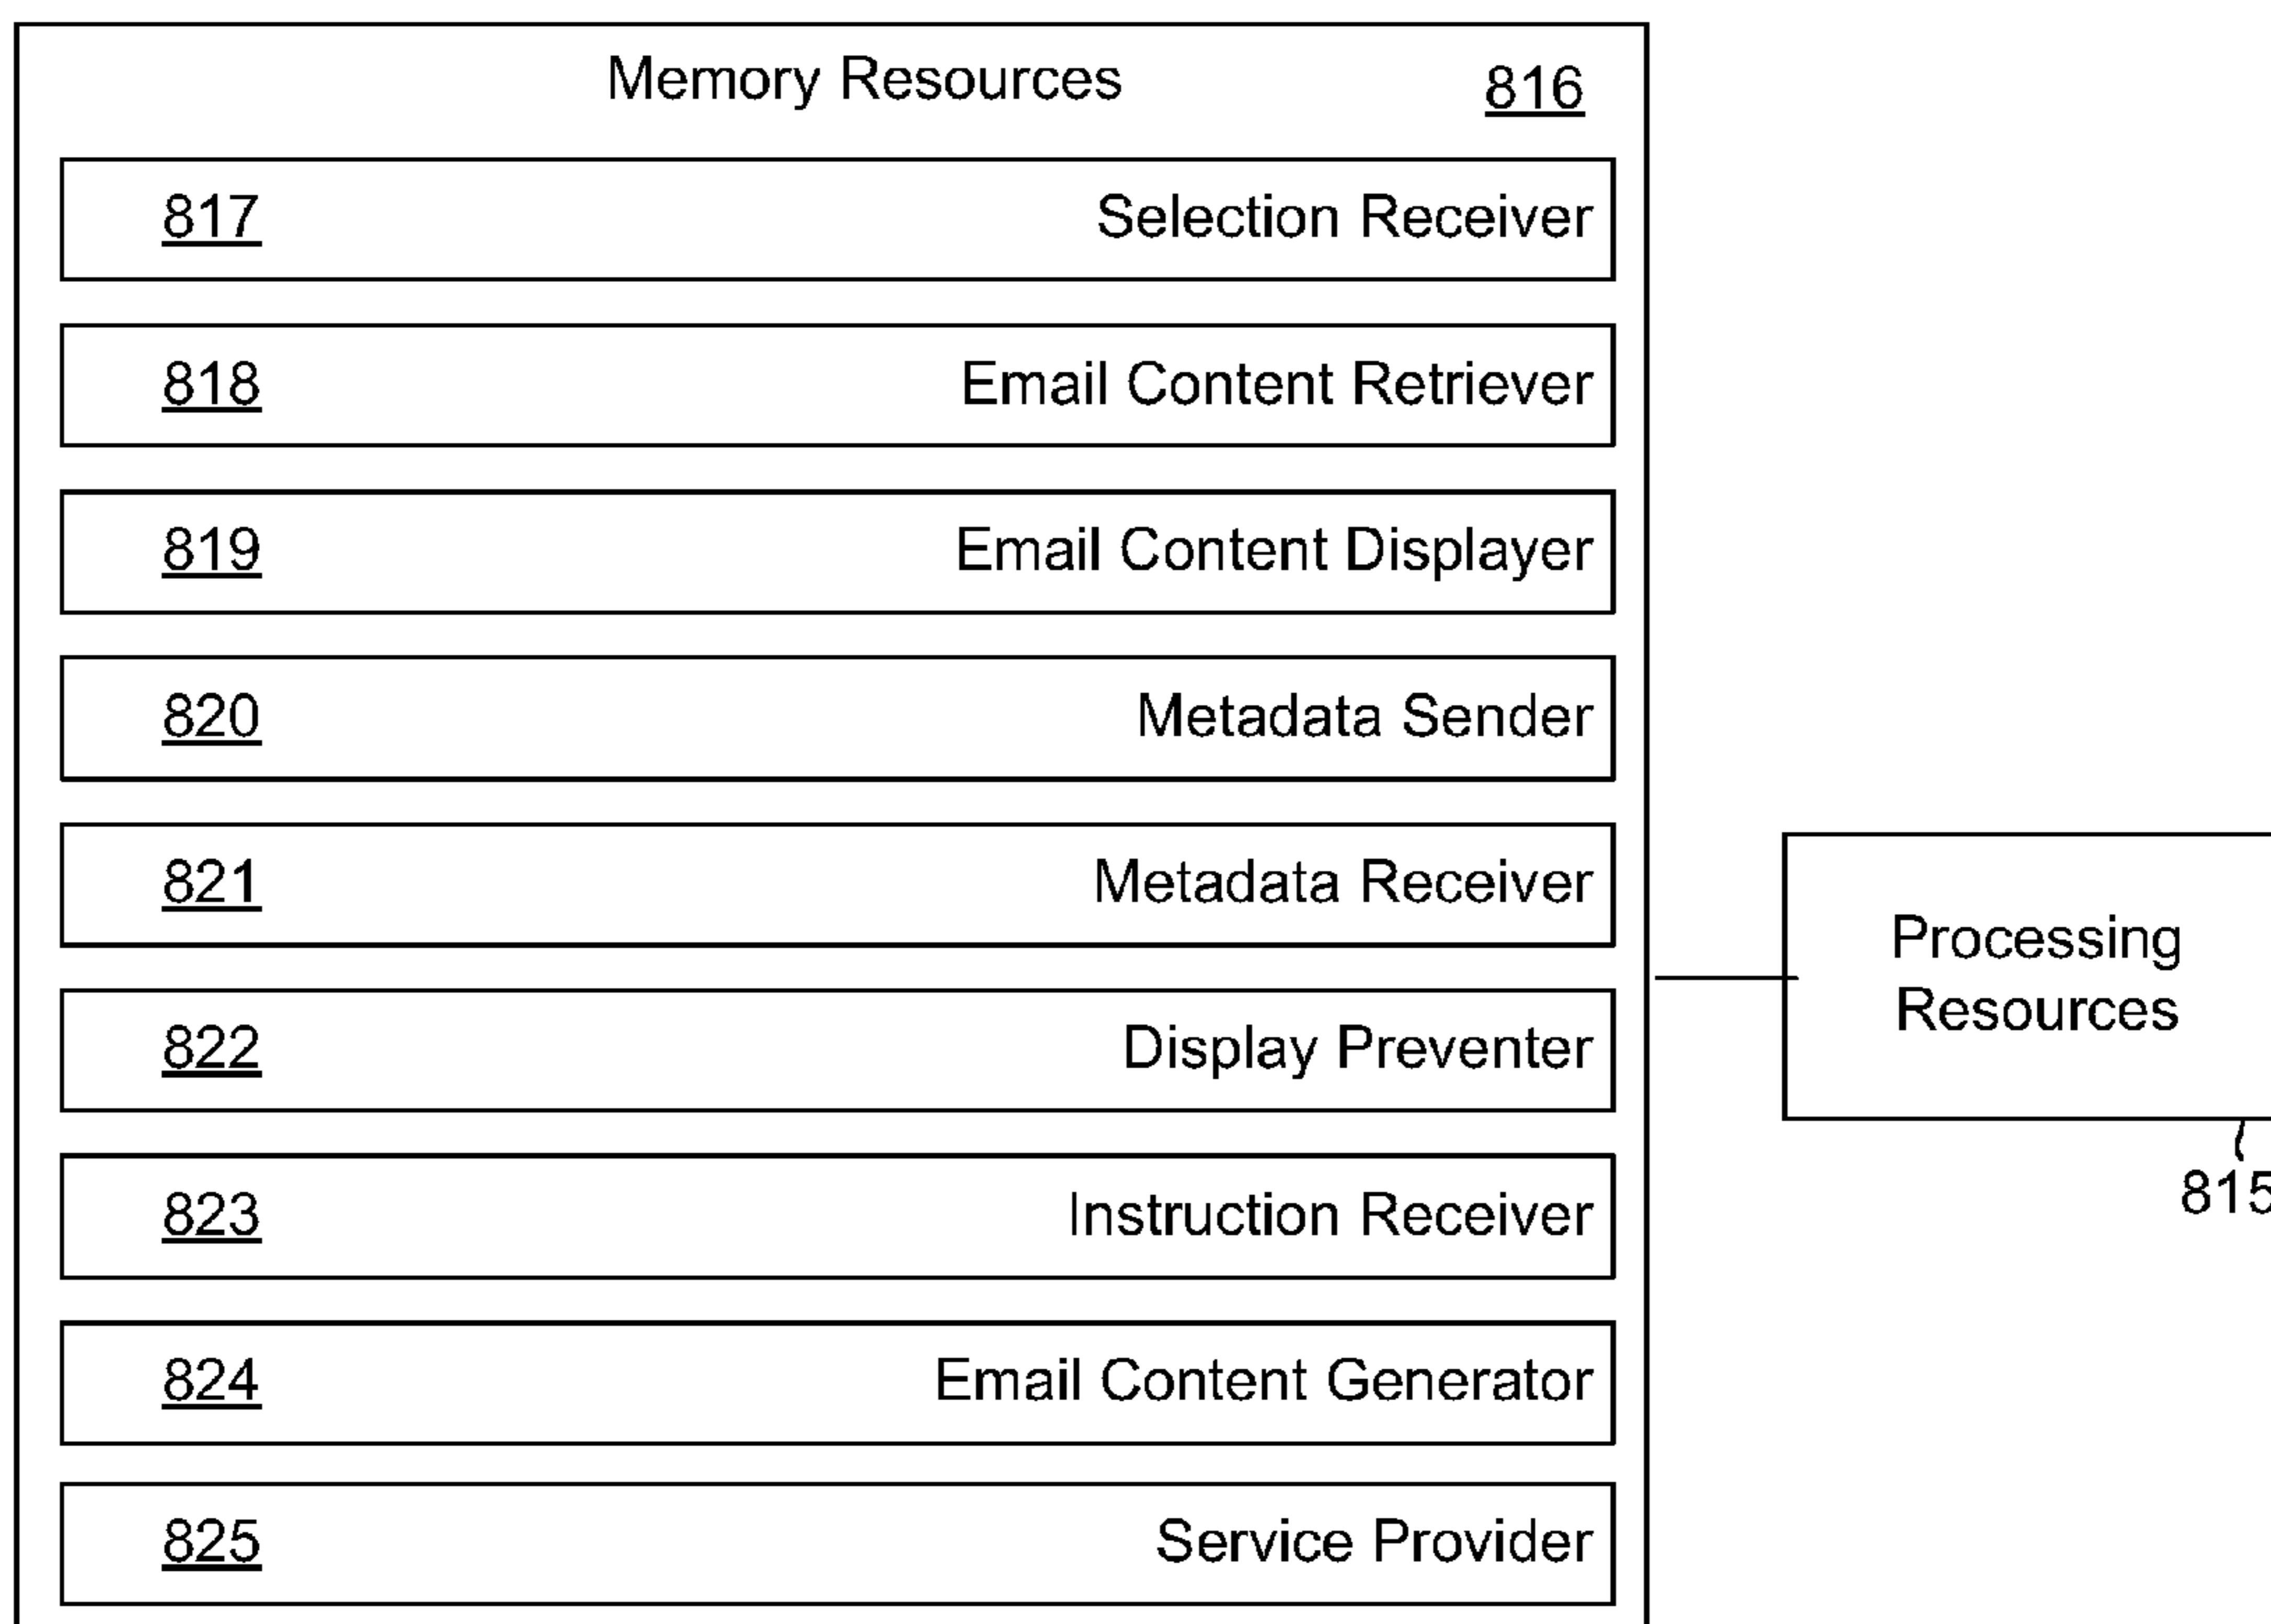 Memory Resources 816
817 Selection Receiver
818 Email Content Retriever
819 Email Content Displayer
820 Metadata Sender
821 Metadata Receiver
822 Display Preventer
823 Instruction Receiver
824 Email Content Generator
825 Service Provider
Processing
Resources
815